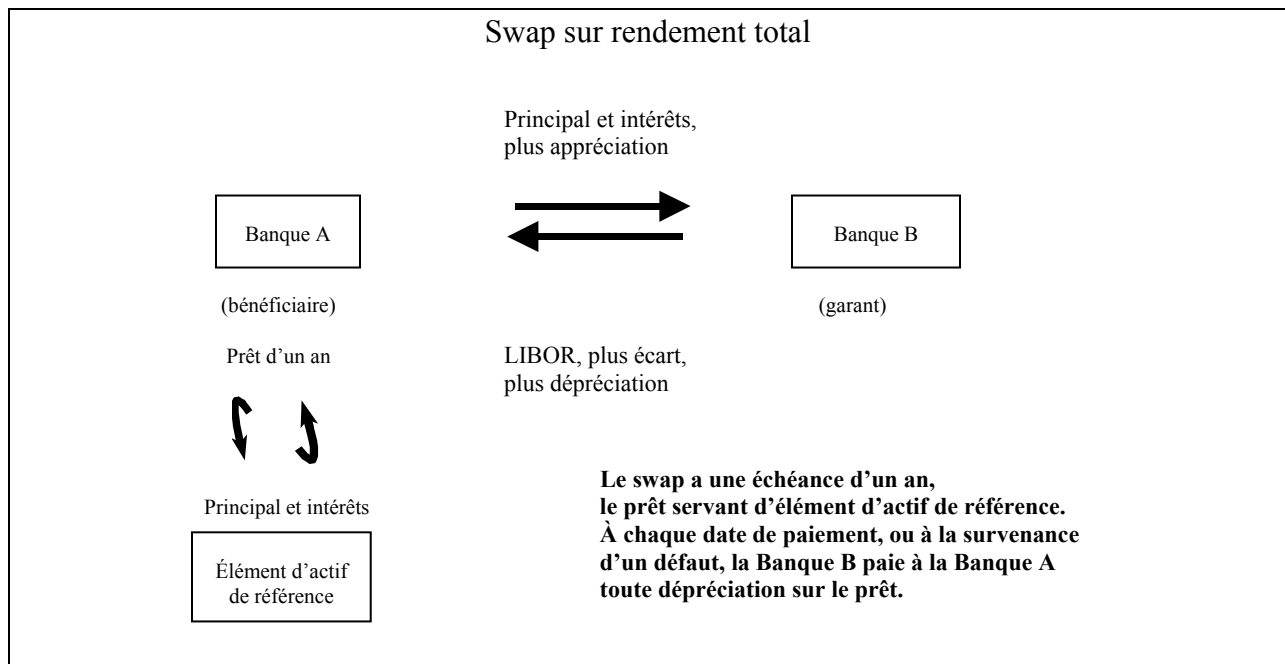 Swap sur rendement total
Principal et intérêts,
plus appréciation
Banque A
Banque B
(bénéficiaire)
(garant)
Prêt d’un an
LIBOR, plus écart,
plus dépréciation
Principal et intérêts
Élément d’actif
de référence
Le swap a une échéance d’un an,
le prêt servant d’élément d’actif de référence.
À chaque date de paiement, ou à la survenance
d’un défaut, la Banque B paie à la Banque A
toute dépréciation sur le prêt.